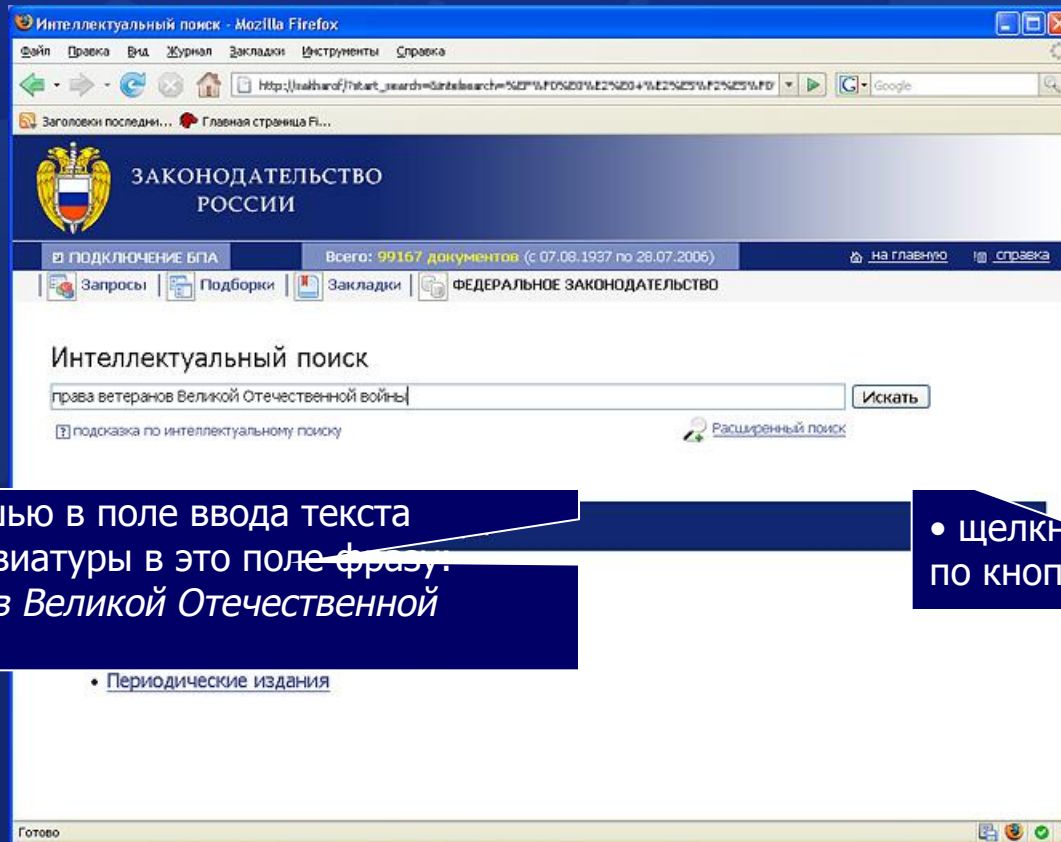 Интеллектуальный поиск - Mozilla Firefox
Файл Правка Вид Журнал Закладки Инструменты Справка
Google
Заголовки последни... Главная страница Fi...
ЗАКОНОДАТЕЛЬСТВО
РОССИИ
ПОДКЛЮЧЕНИЕ БПА Всего: 99167 документов (с 07.08.1937 по 28.07.2006) на главную справка
Запросы Подборки Закладки ФЕДЕРАЛЬНОЕ ЗАКОНОДАТЕЛЬСТВО
Интеллектуальный поиск
права ветеранов Великой Отечественной войны Искать
подсказка по интеллектуальному поиску Расширенный поиск
шью в поле ввода текста
виатуры в это поле фразу:
в Великой Отечественной
• щелкн
по кноп
• Периодические издания
Готово